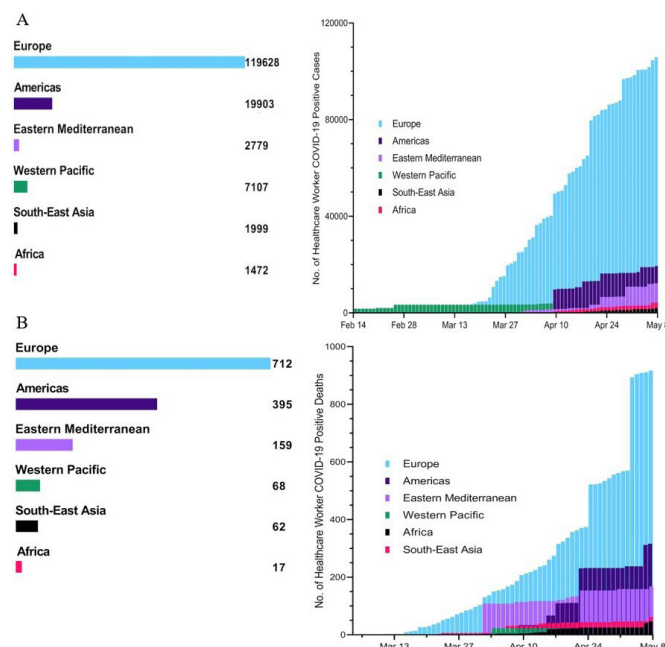 A
Europe
119628
Americas
19903
Eastern Mediterranean
2779
Western Pacific
7107
South-East Asia
1999
Africa
1472
No. of Healthcare Worker COVID-19 Positive Cases
120000
80000
40000
0
Europe
Americas
Eastern Mediterranean
Western Pacific
South-East Asia
Africa
Feb 14 Feb 28 Mar 13 Mar 27 Apr 10 Apr 24 May 8
B
Europe
712
Americas
395
Eastern Mediterranean
159
Western Pacific
68
South-East Asia
62
Africa
17
No. of Healthcare Worker COVID-19 Positive Deaths
1000
800
600
400
200
0
Europe
Americas
Eastern Mediterranean
Western Pacific
Africa
South-East Asia
Mar 13 Mar 27 Apr 10 Apr 24 May 8